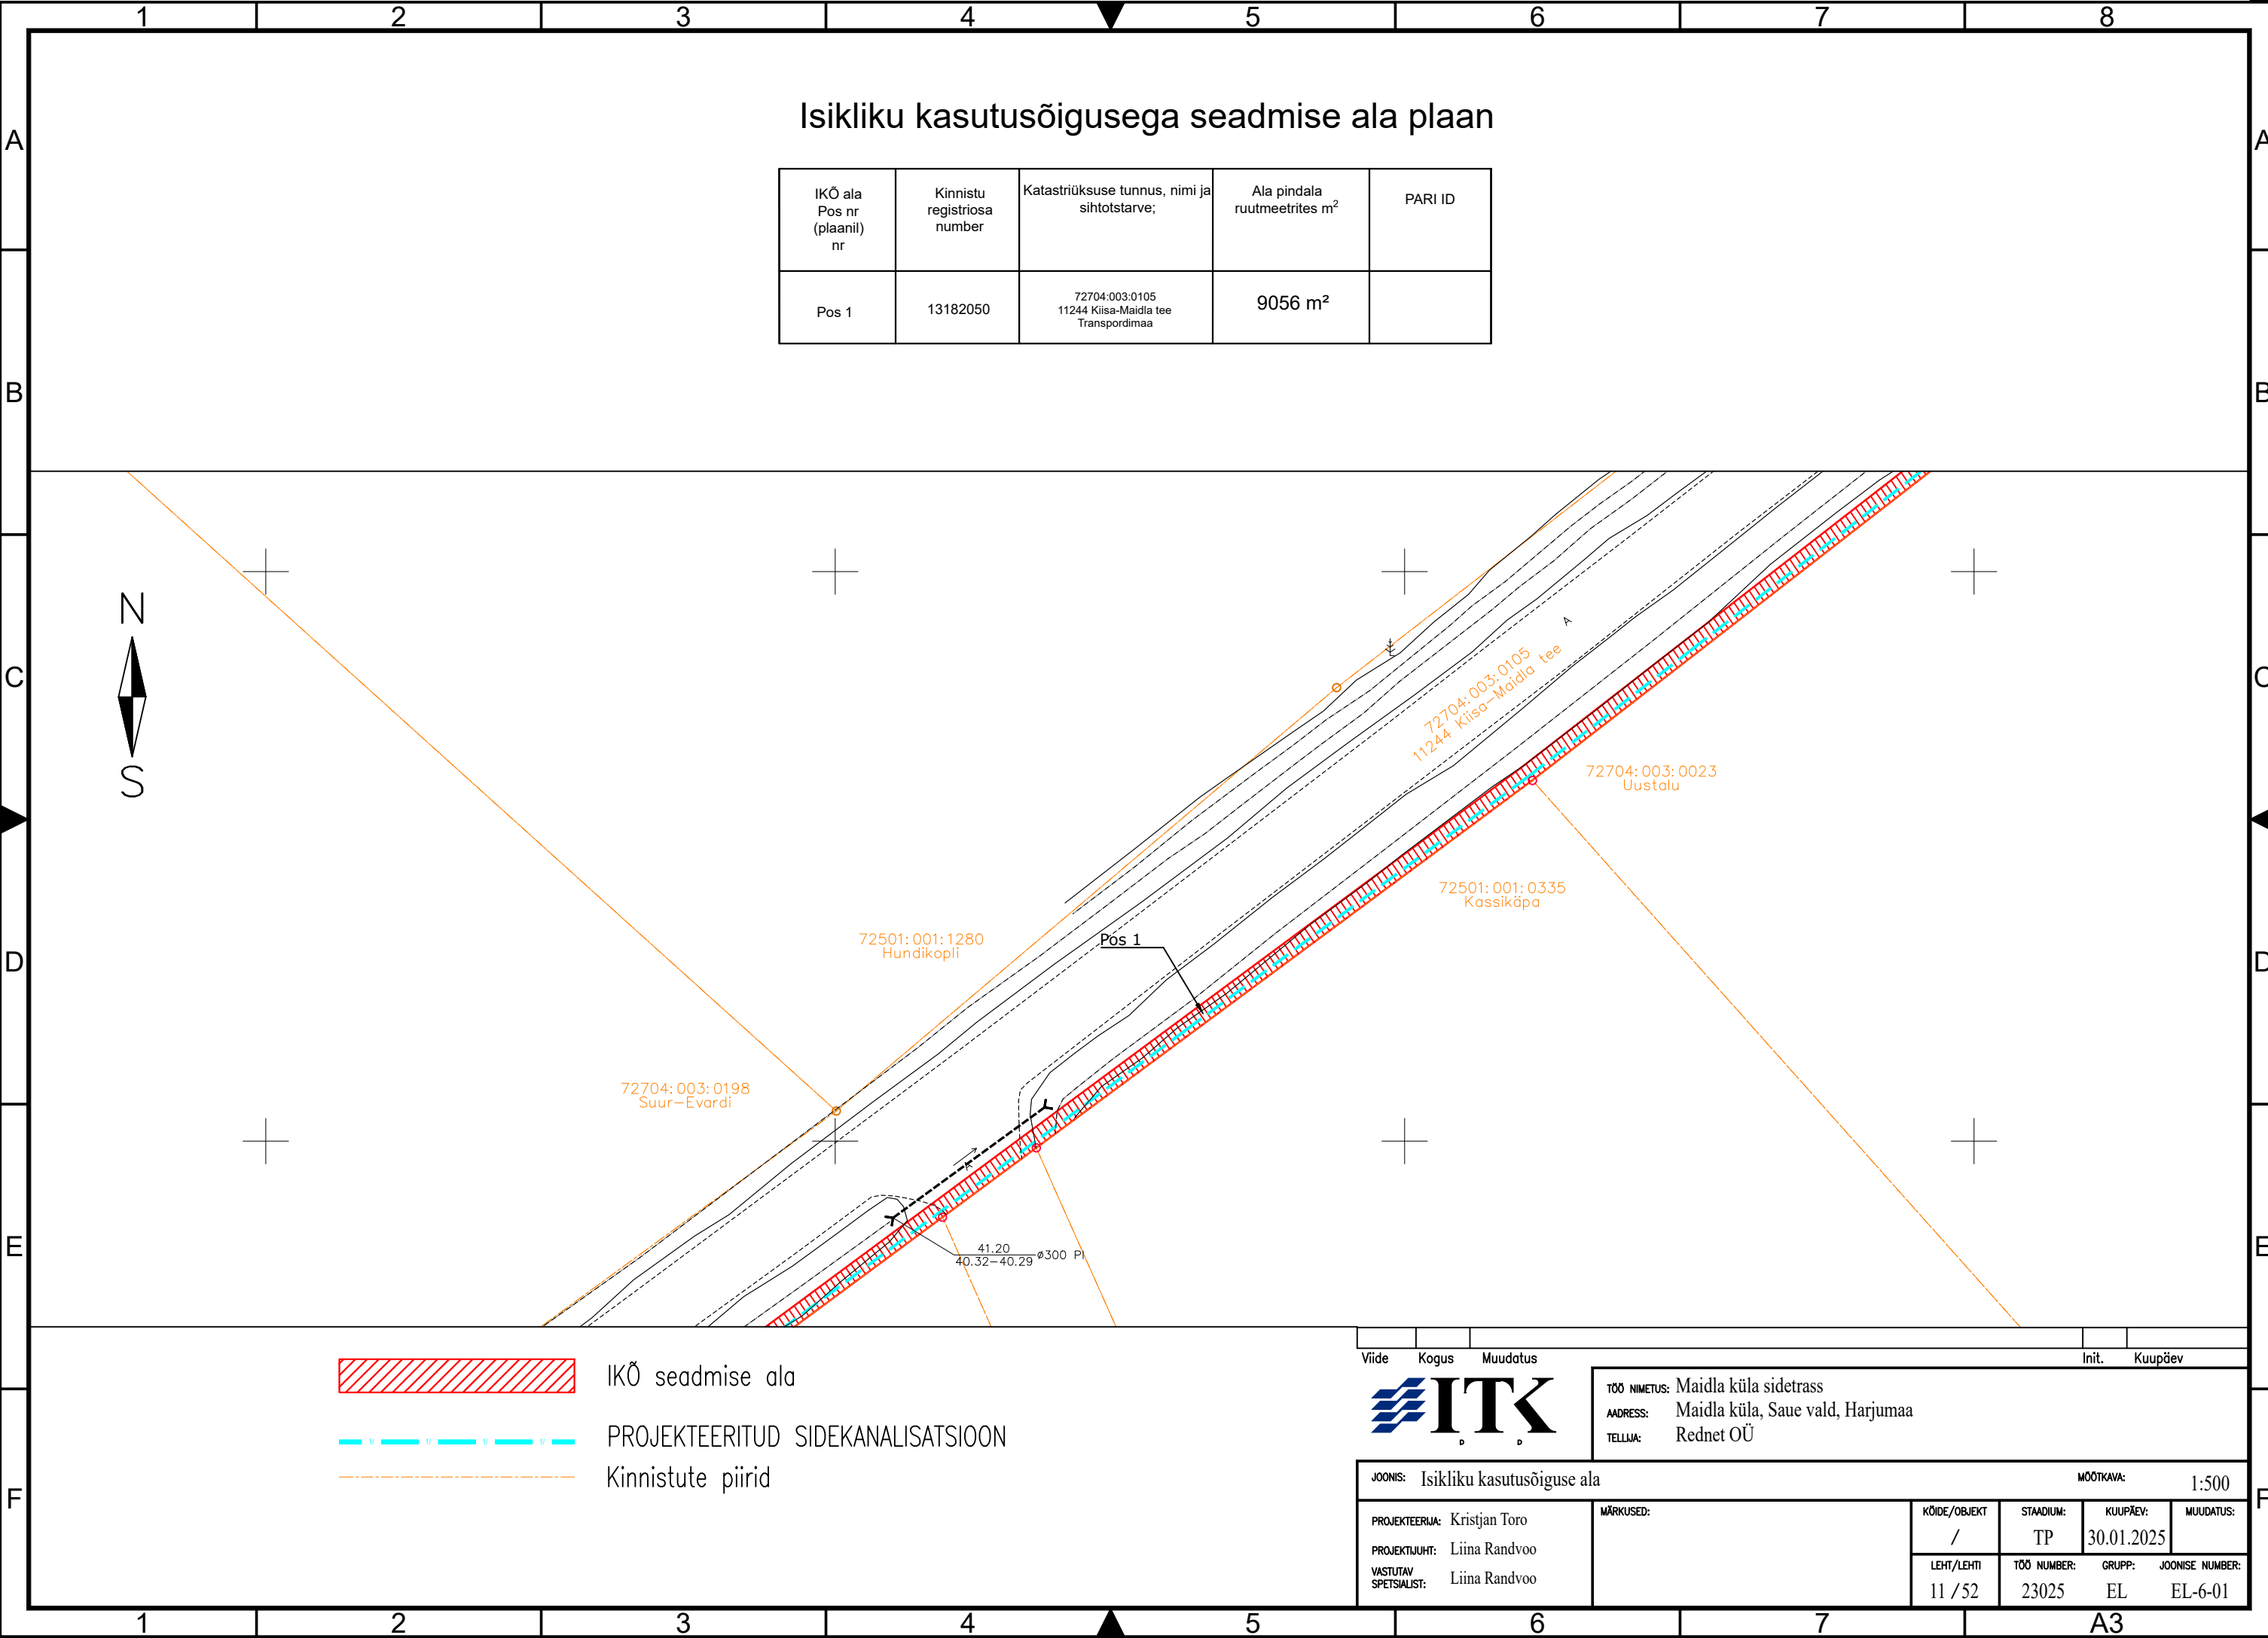 1 2 3 4 5 6 7 8
A A
B B
C C
D D
E E
F F
Isikliku kasutusõigusega seadmise ala plaan
IKÕ ala
Pos nr
(plaanil)
nr
Kinnistu
registriosa
number
Katastriüksuse tunnus, nimi ja
sihtotstarve;
Ala pindala
ruutmeetrites m²
PARI ID
Pos 1
13182050
72704:003:0105
11244 Kiisa-Maidla tee
Transpordimaa
9056 m²
N
S
A
72704:003:0105
11244 Kiisa-Maidla tee
72704:003:0023
Uustalu
72501:001:0335
Kassikäpa
72501:001:1280
Hundikopli
Pos 1
72704:003:0198
Suur-Evardi
41.20
40.32-40.29
ø300 Pl
IKÕ seadmise ala
PROJEKTEERITUD SIDEKANALISATSIOON
Kinnistute piirid
Viide Kogus Muudatus Init. Kuupäev
ITK
D D
TÖÖ NIMETUS: Maidla küla sidetrass
AADRESS: Maidla küla, Saue vald, Harjumaa
TELLIJA: Rednet OÜ
JOONIS: Isikliku kasutusõiguse ala
MÕÕTKAVA: 1:500
PROJEKTEERIJA: Kristjan Toro
PROJEKTIJUHT: Liina Randvoo
VASTUTAV
SPETSIALIST: Liina Randvoo
MÄRKUSED:
KÖIDE/OBJEKT STAADIUM: KUUPÄEV: MUUDATUS:
/ TP 30.01.2025
LEHT/LEHTI TÖÖ NUMBER: GRUPP: JOONISE NUMBER:
11 / 52 23025 EL EL-6-01
1 2 3 4 5 6 7 A3